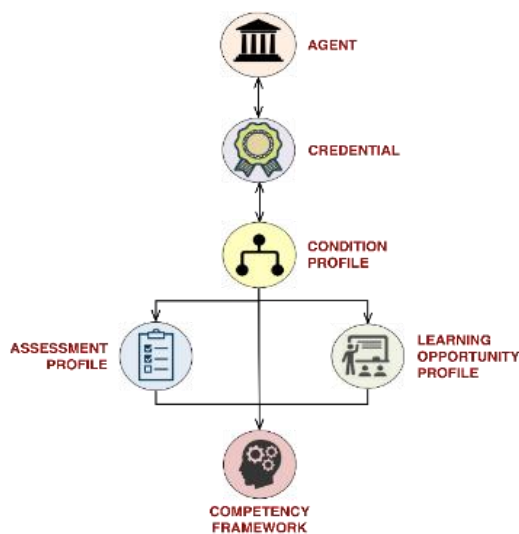 AGENT
CREDENTIAL
CONDITION
PROFILE
ASSESSMENT
PROFILE
LEARNING
OPPORTUNITY
PROFILE
COMPETENCY
FRAMEWORK